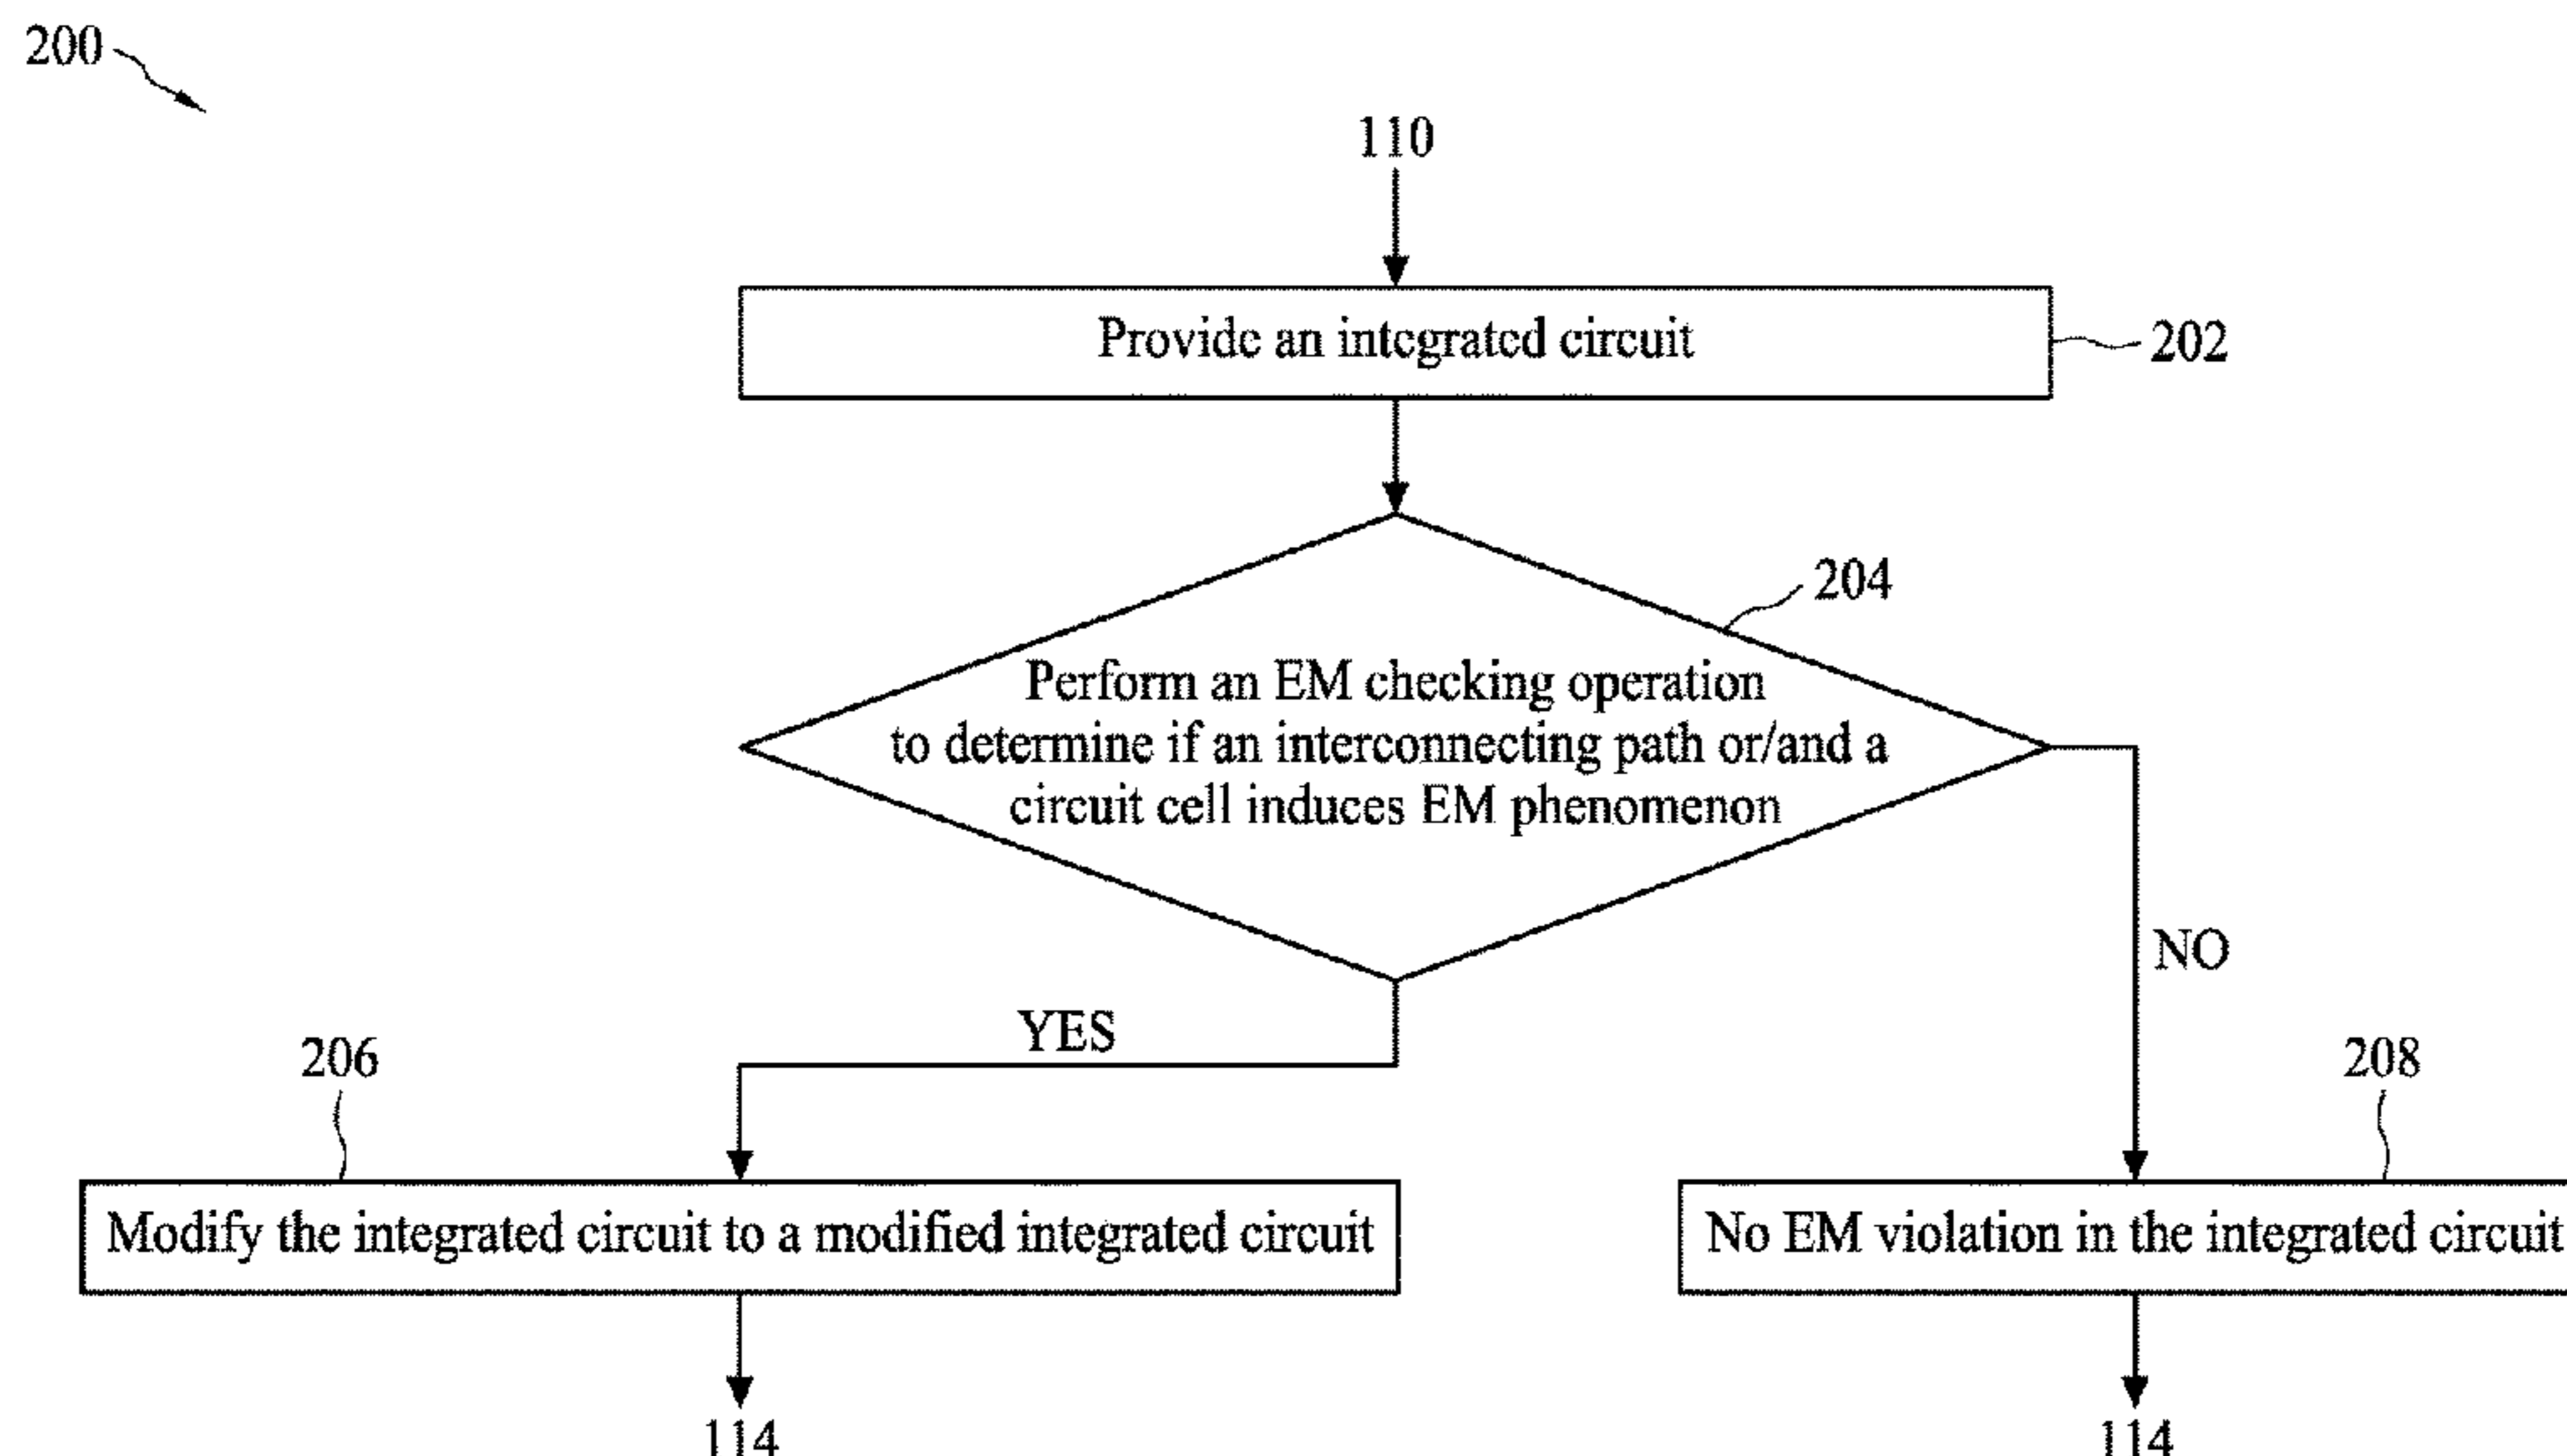 200
110
Provide an integrated circuit
202
204
Perform an EM checking operation
to determine if an interconnecting path or/and a
circuit cell induces EM phenomenon
NO
YES
206
208
Modify the integrated circuit to a modified integrated circuit
No EM violation in the integrated circuit
114
114